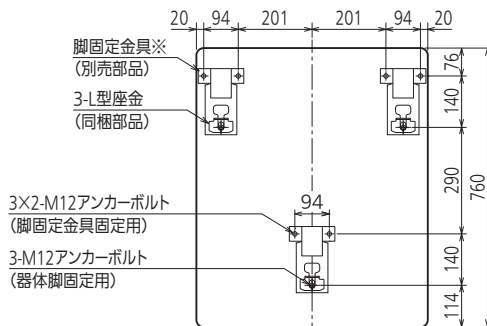 20 94 201 201 94 20
脚固定金具※
(別売部品)
3-L型座金
(同梱部品)
76
140
290
760
3×2-M12アンカーボルト
(脚固定金具固定用)
94
3-M12アンカーボルト
(器体脚固定用)
140
114